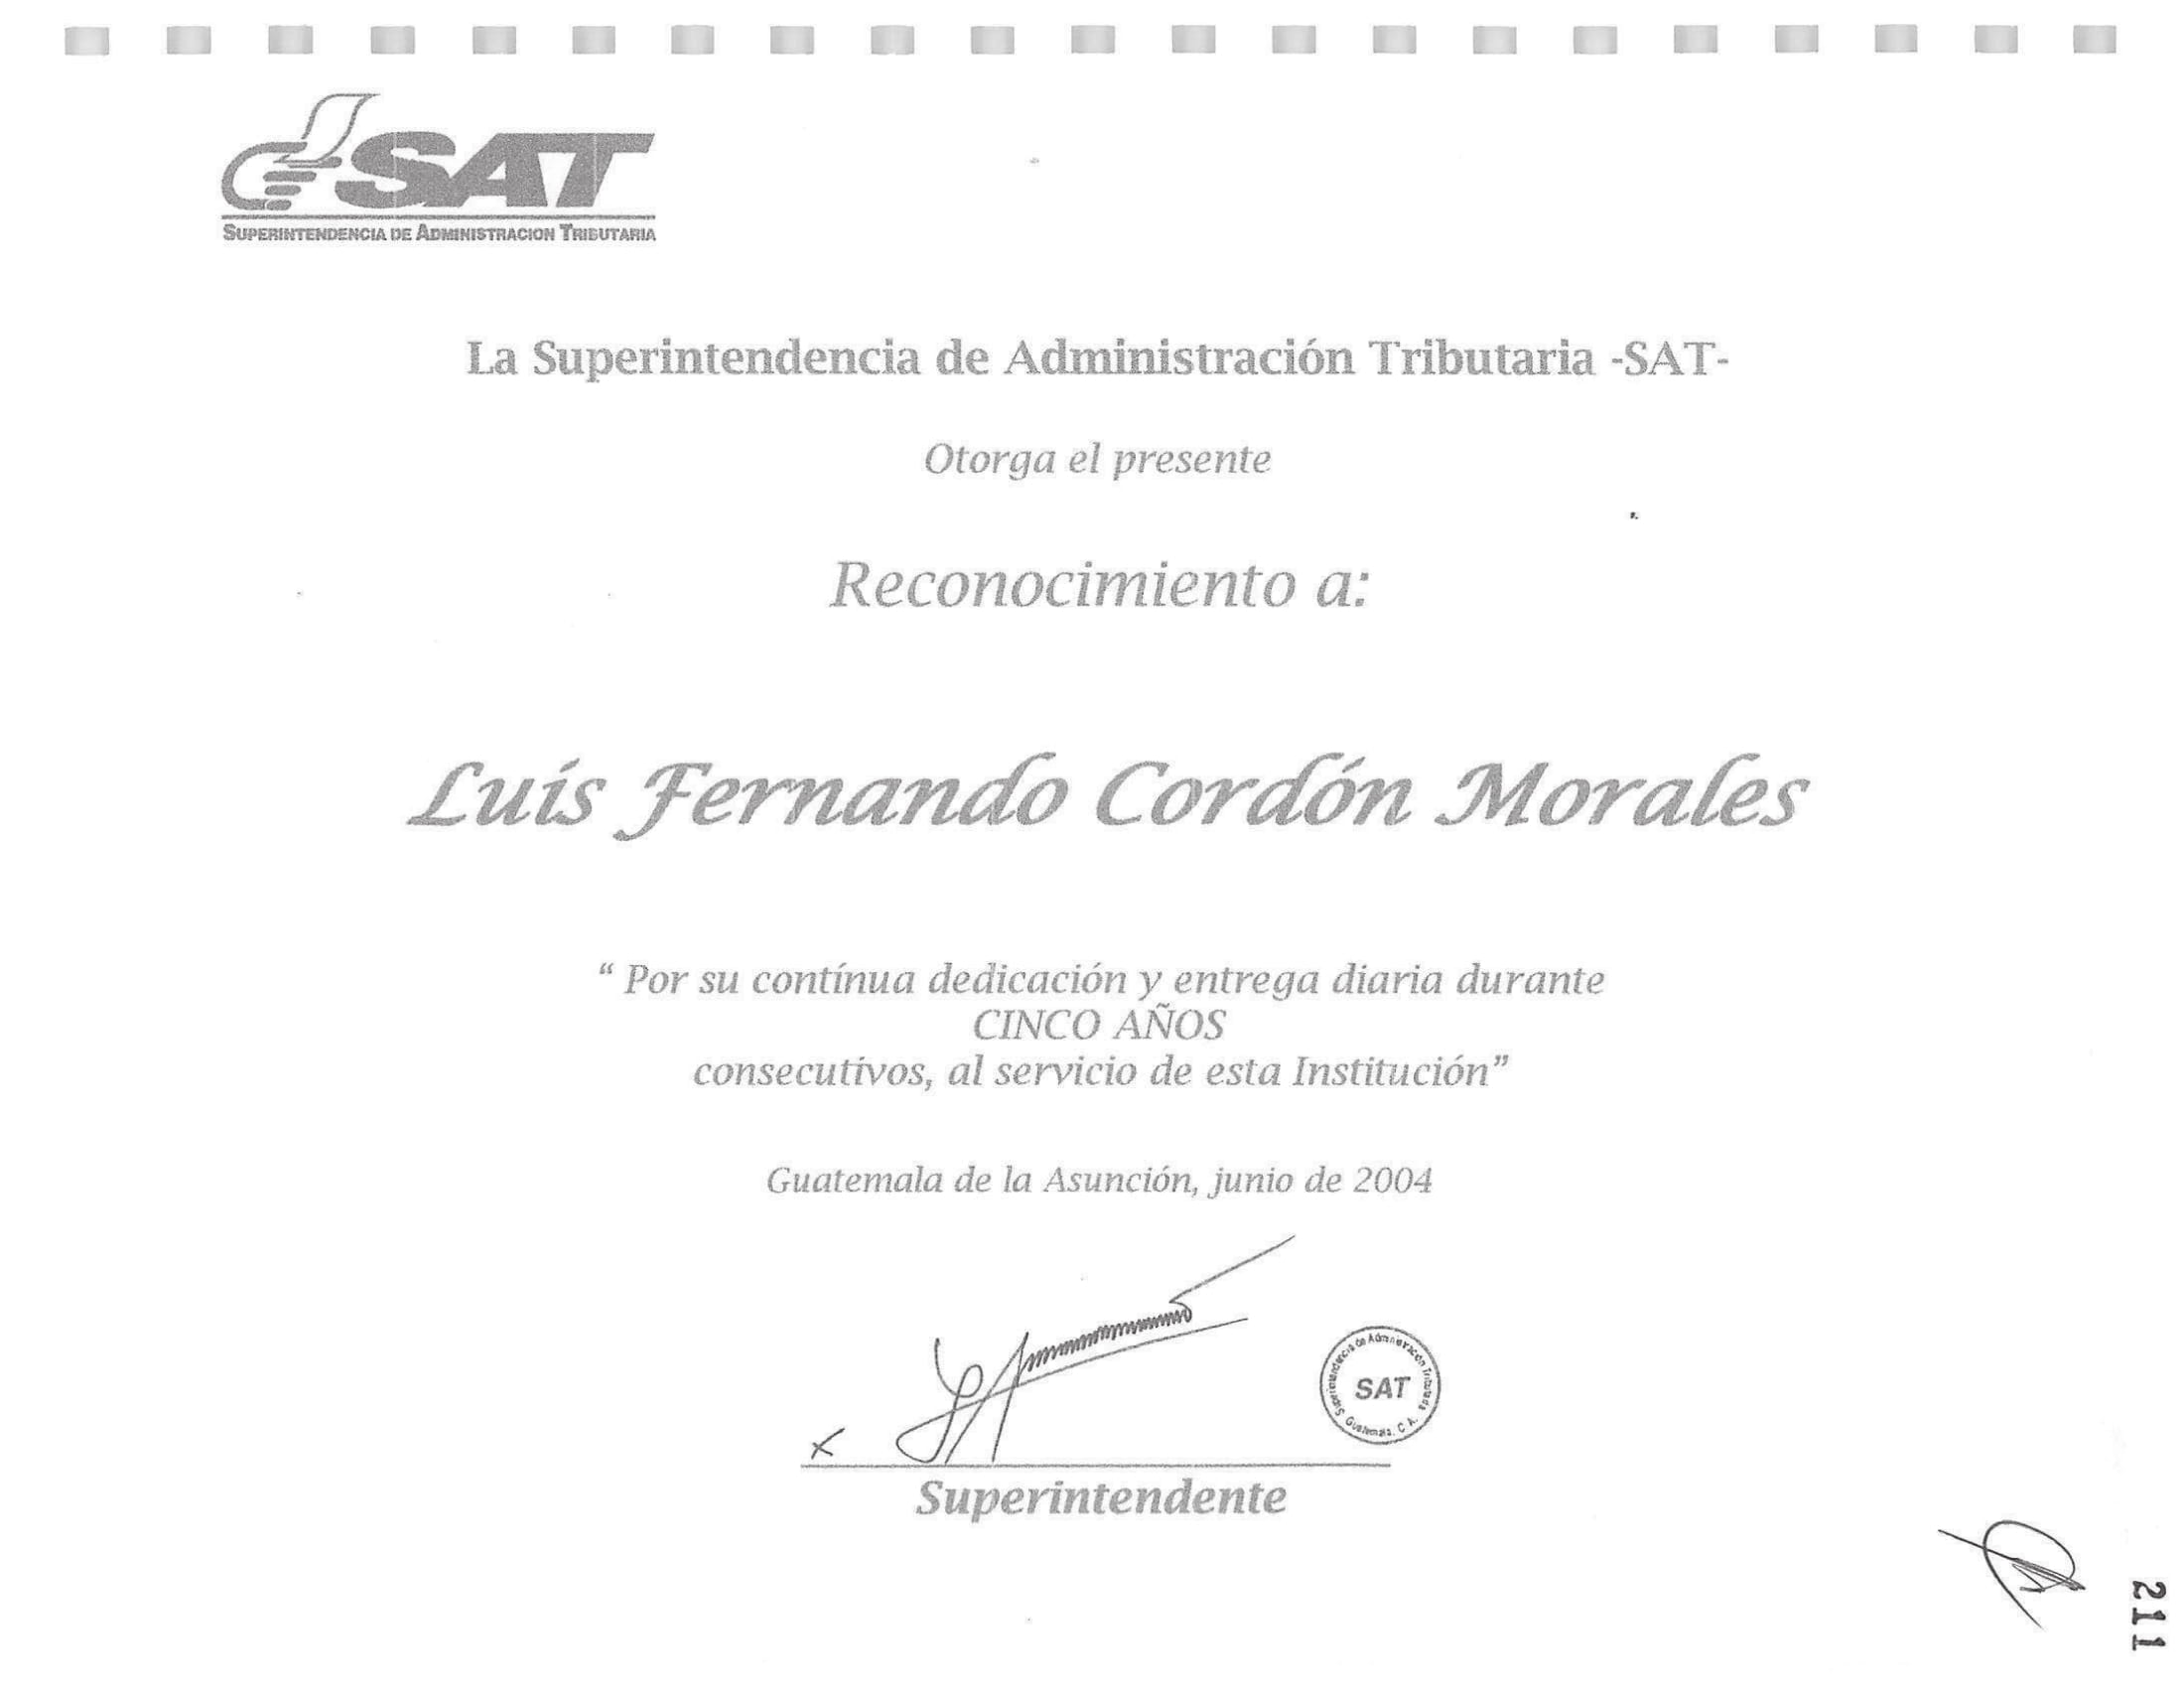 SAT
SUPERINTENDENCIA DE ADMINISTRACION TRIBUTARIA
La Superintendencia de Administración Tributaria -SAT-
Otorga el presente
Reconocimiento a:
Luis Fernando Cordón Morales
“ Por su contínua dedicación y entrega diaria durante
CINCO AÑOS
consecutivos, al servicio de esta Institución”
Guatemala de la Asunción, junio de 2004
Superintendencia de Administración Tributaria
SAT
Guatemala, C. A.
Superintendente
211